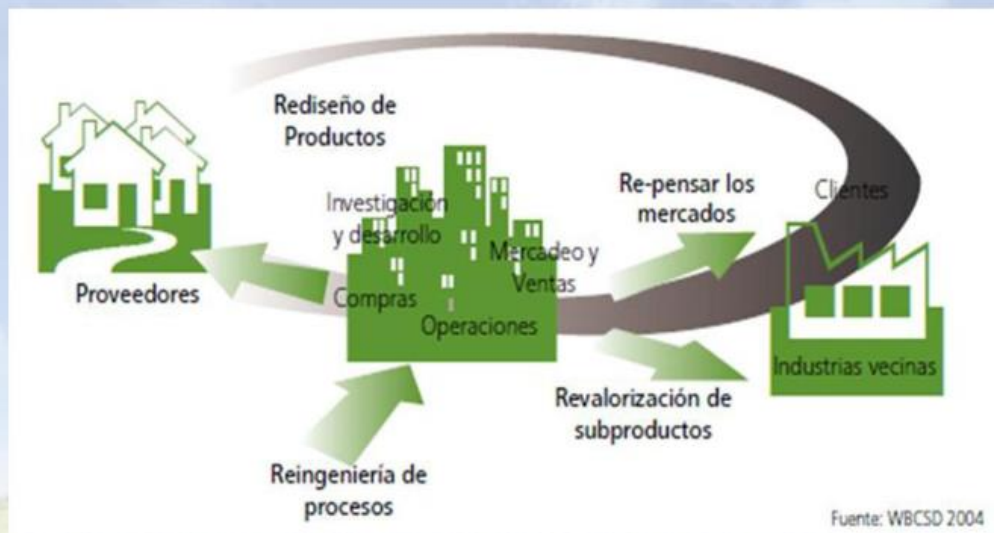 Rediseño de
Productos
Investigación
y desarrollo
Re-pensar los
mercados
Clientes
Mercadeo y
Ventas
Proveedores
Compras
Operaciones
Industrias vecinas
Revalorización de
subproductos
Reingeniería de
procesos
Fuente: WBCSD 2004